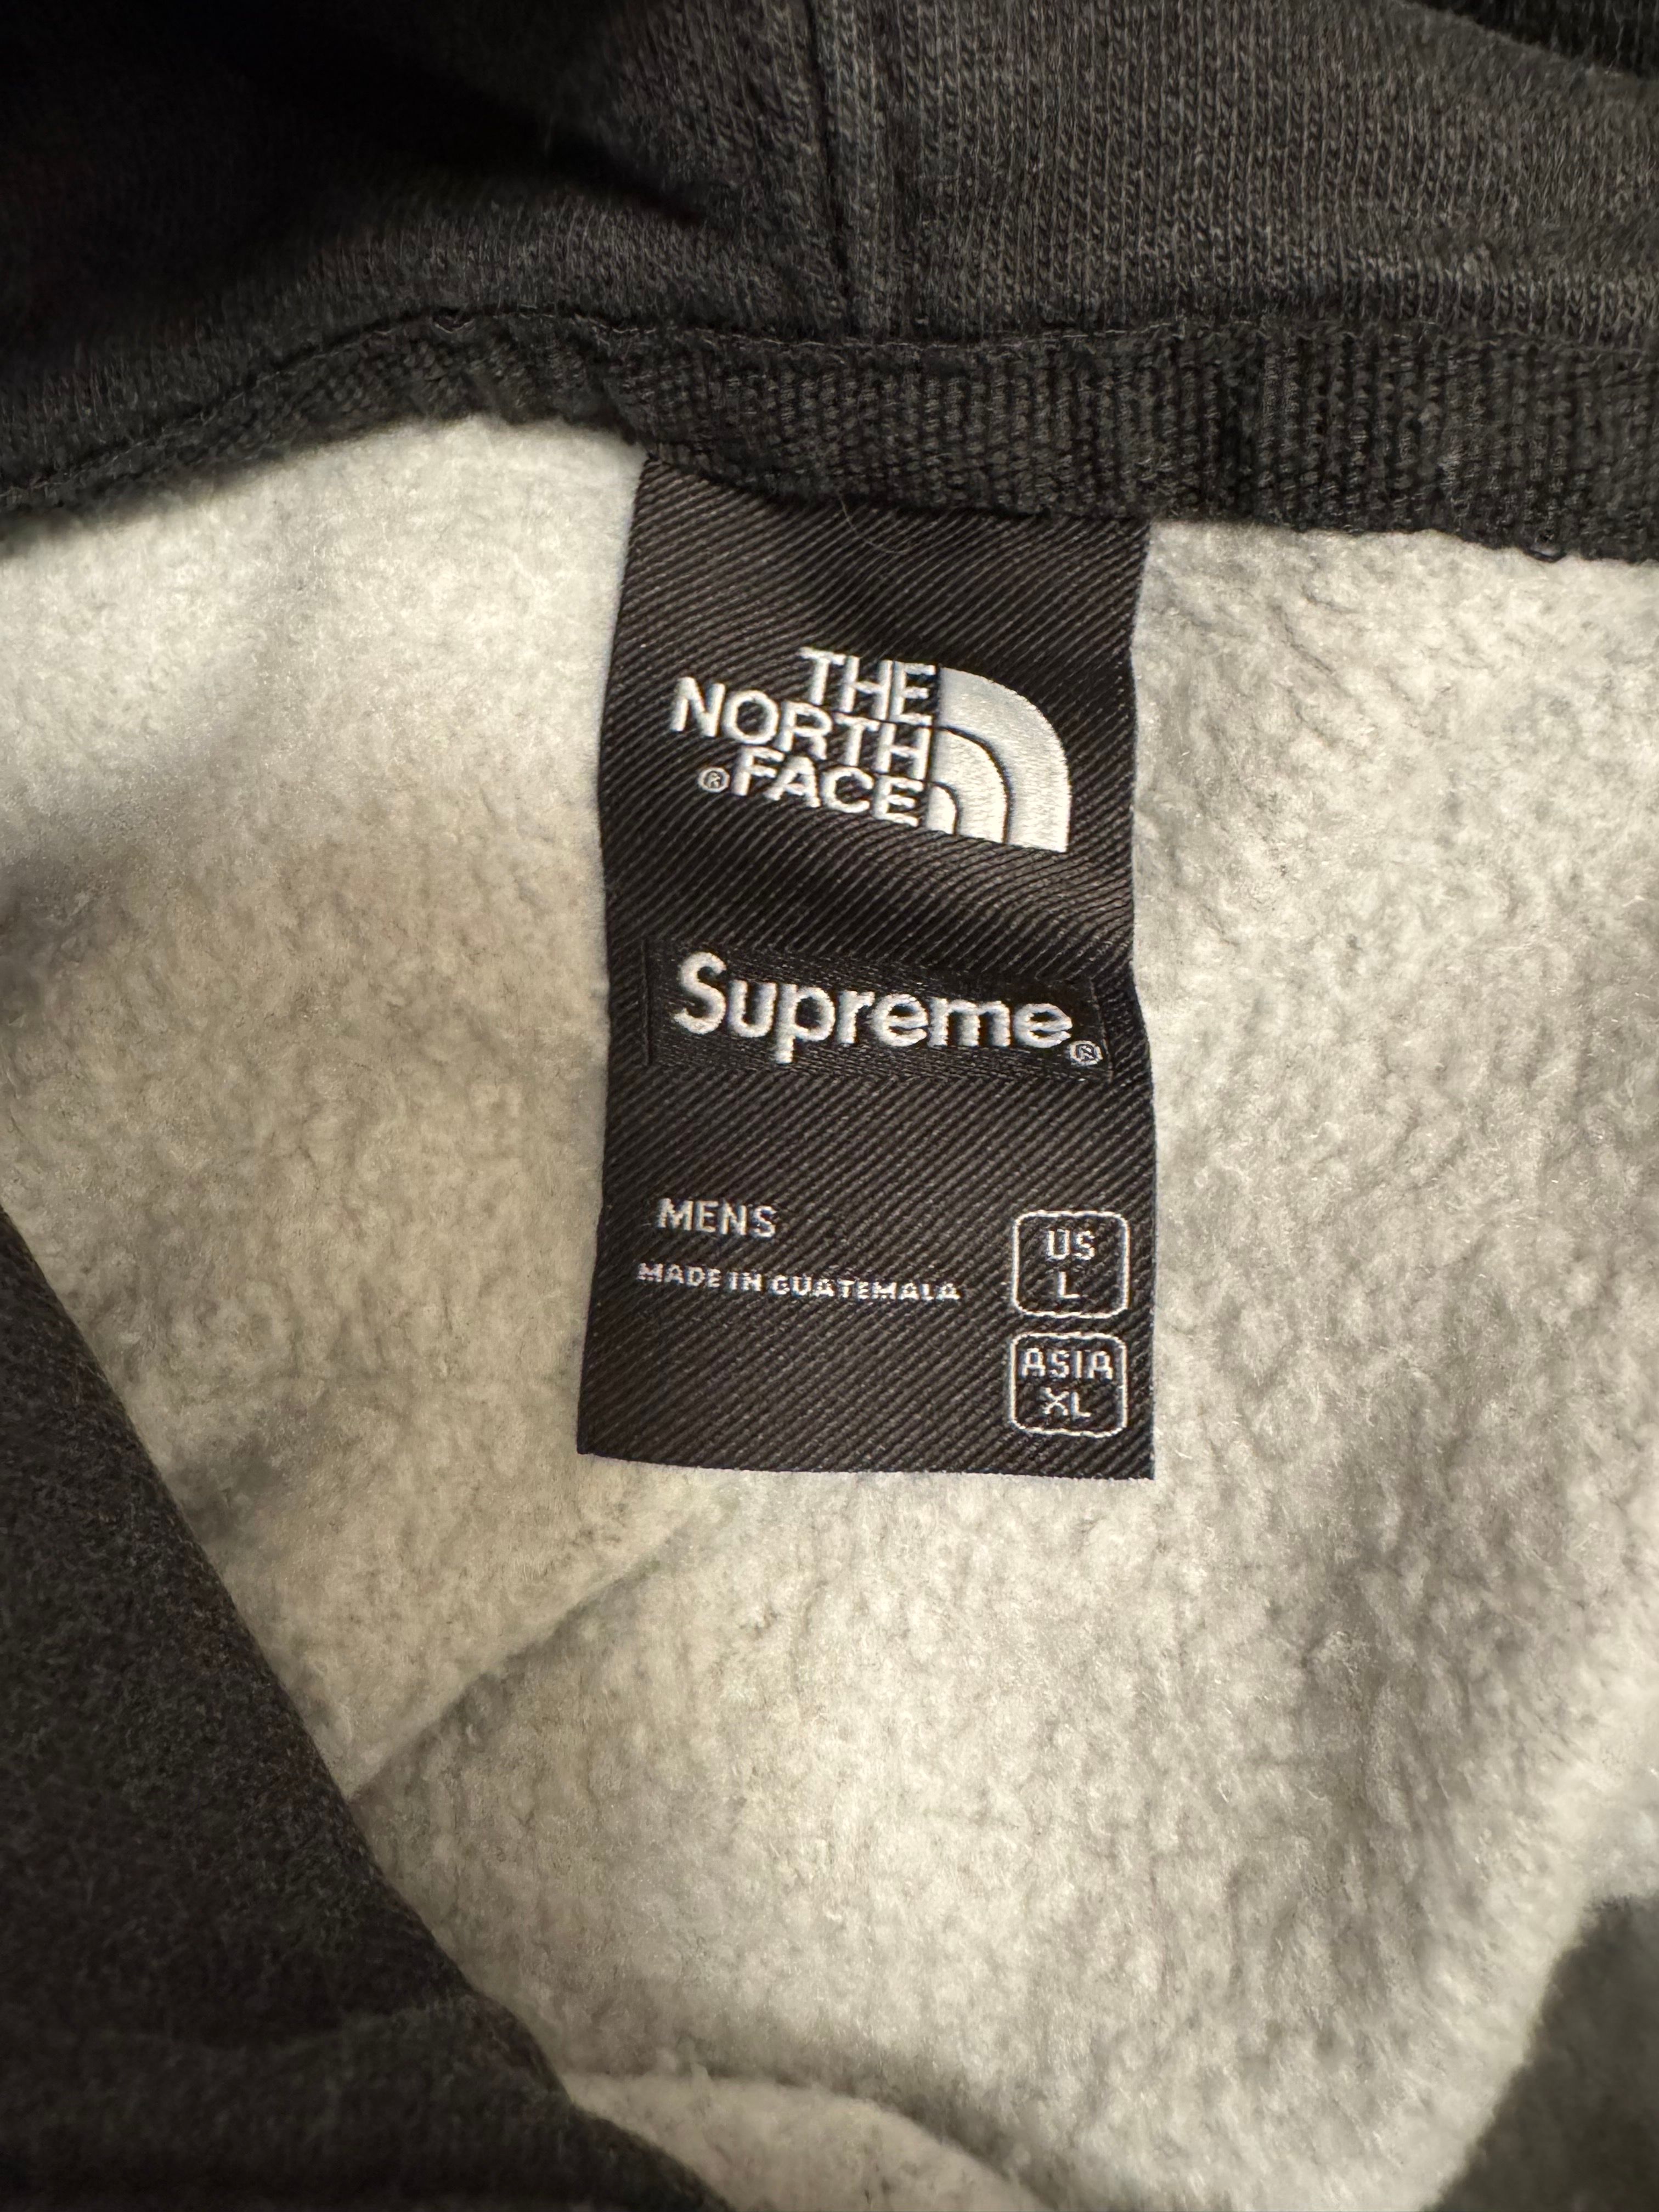 THE
NORTH
®FACE
Supreme®
MENS
MADE IN GUATEMALA
US
L
ASIA
XL